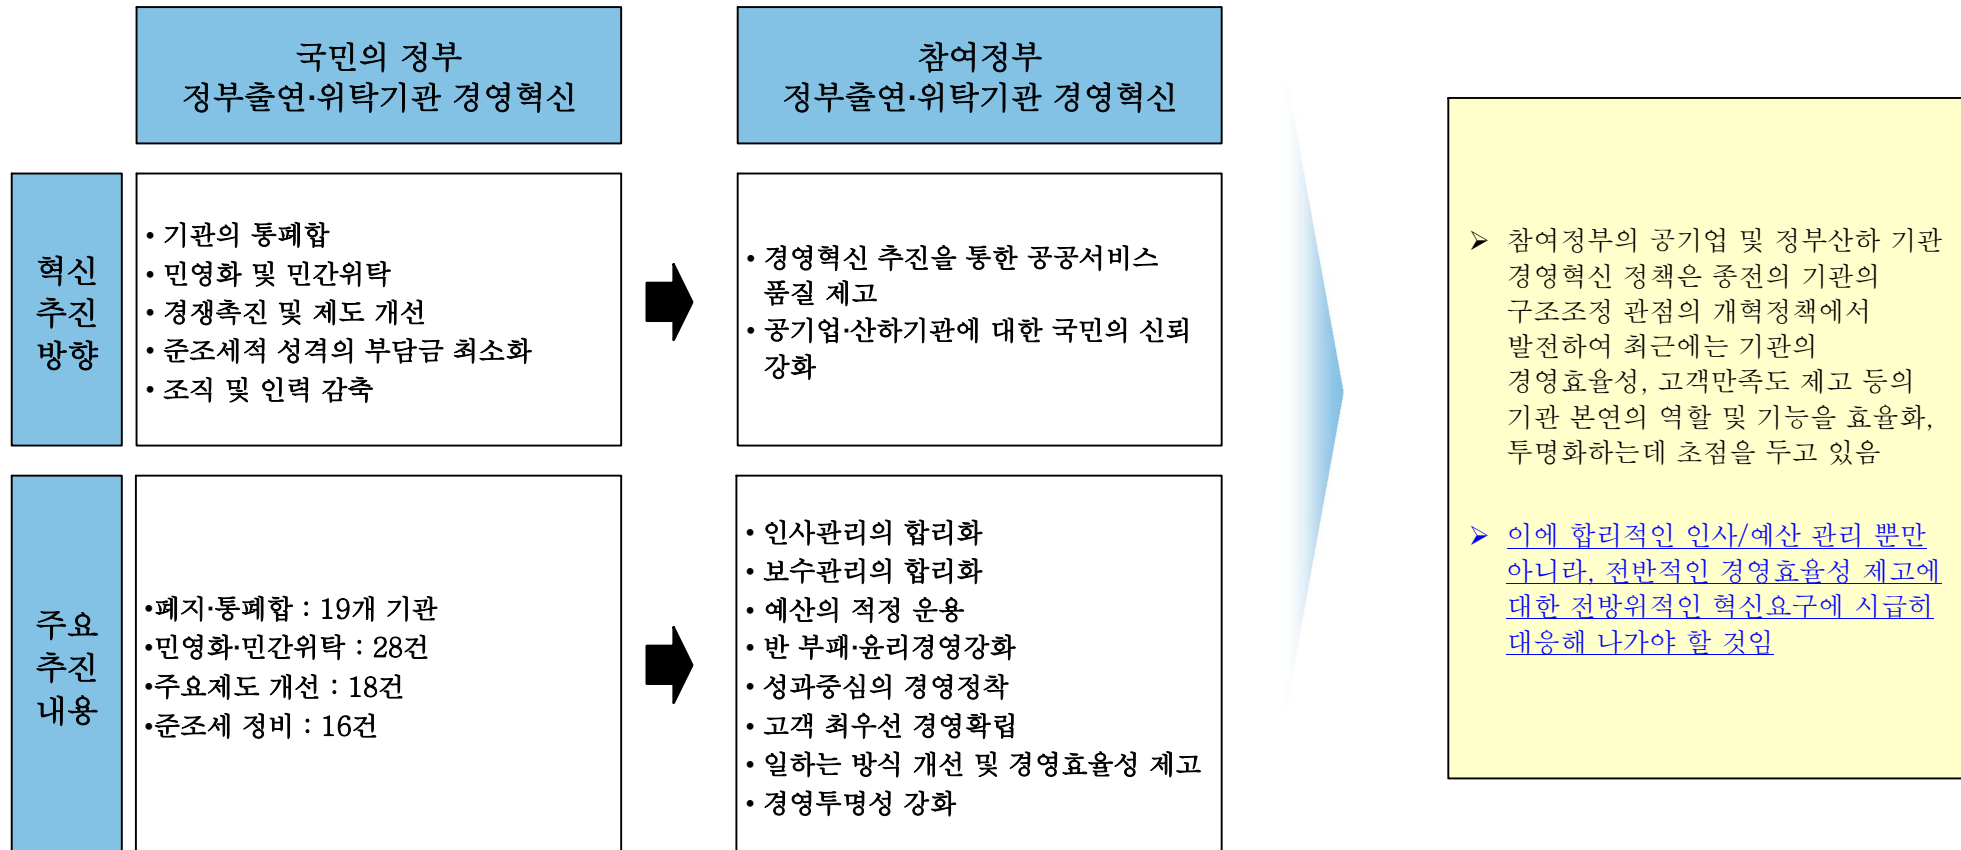 국민의 정부
정부출연·위탁기관 경영혁신
참여정부
정부출연·위탁기관 경영혁신
혁신
추진
방향
• 기관의 통폐합
• 민영화 및 민간위탁
• 경쟁촉진 및 제도 개선
• 준조세적 성격의 부담금 최소화
• 조직 및 인력 감축
• 경영혁신 추진을 통한 공공서비스
품질 제고
• 공기업·산하기관에 대한 국민의 신뢰
강화
주요
추진
내용
•폐지·통폐합 : 19개 기관
•민영화·민간위탁 : 28건
•주요제도 개선 : 18건
•준조세 정비 : 16건
• 인사관리의 합리화
• 보수관리의 합리화
• 예산의 적정 운용
• 반 부패·윤리경영강화
• 성과중심의 경영정착
• 고객 최우선 경영확립
• 일하는 방식 개선 및 경영효율성 제고
• 경영투명성 강화
➢ 참여정부의 공기업 및 정부산하 기관
경영혁신 정책은 종전의 기관의
구조조정 관점의 개혁정책에서
발전하여 최근에는 기관의
경영효율성, 고객만족도 제고 등의
기관 본연의 역할 및 기능을 효율화,
투명화하는데 초점을 두고 있음
➢ 이에 합리적인 인사/예산 관리 뿐만
아니라, 전반적인 경영효율성 제고에
대한 전방위적인 혁신요구에 시급히
대응해 나가야 할 것임